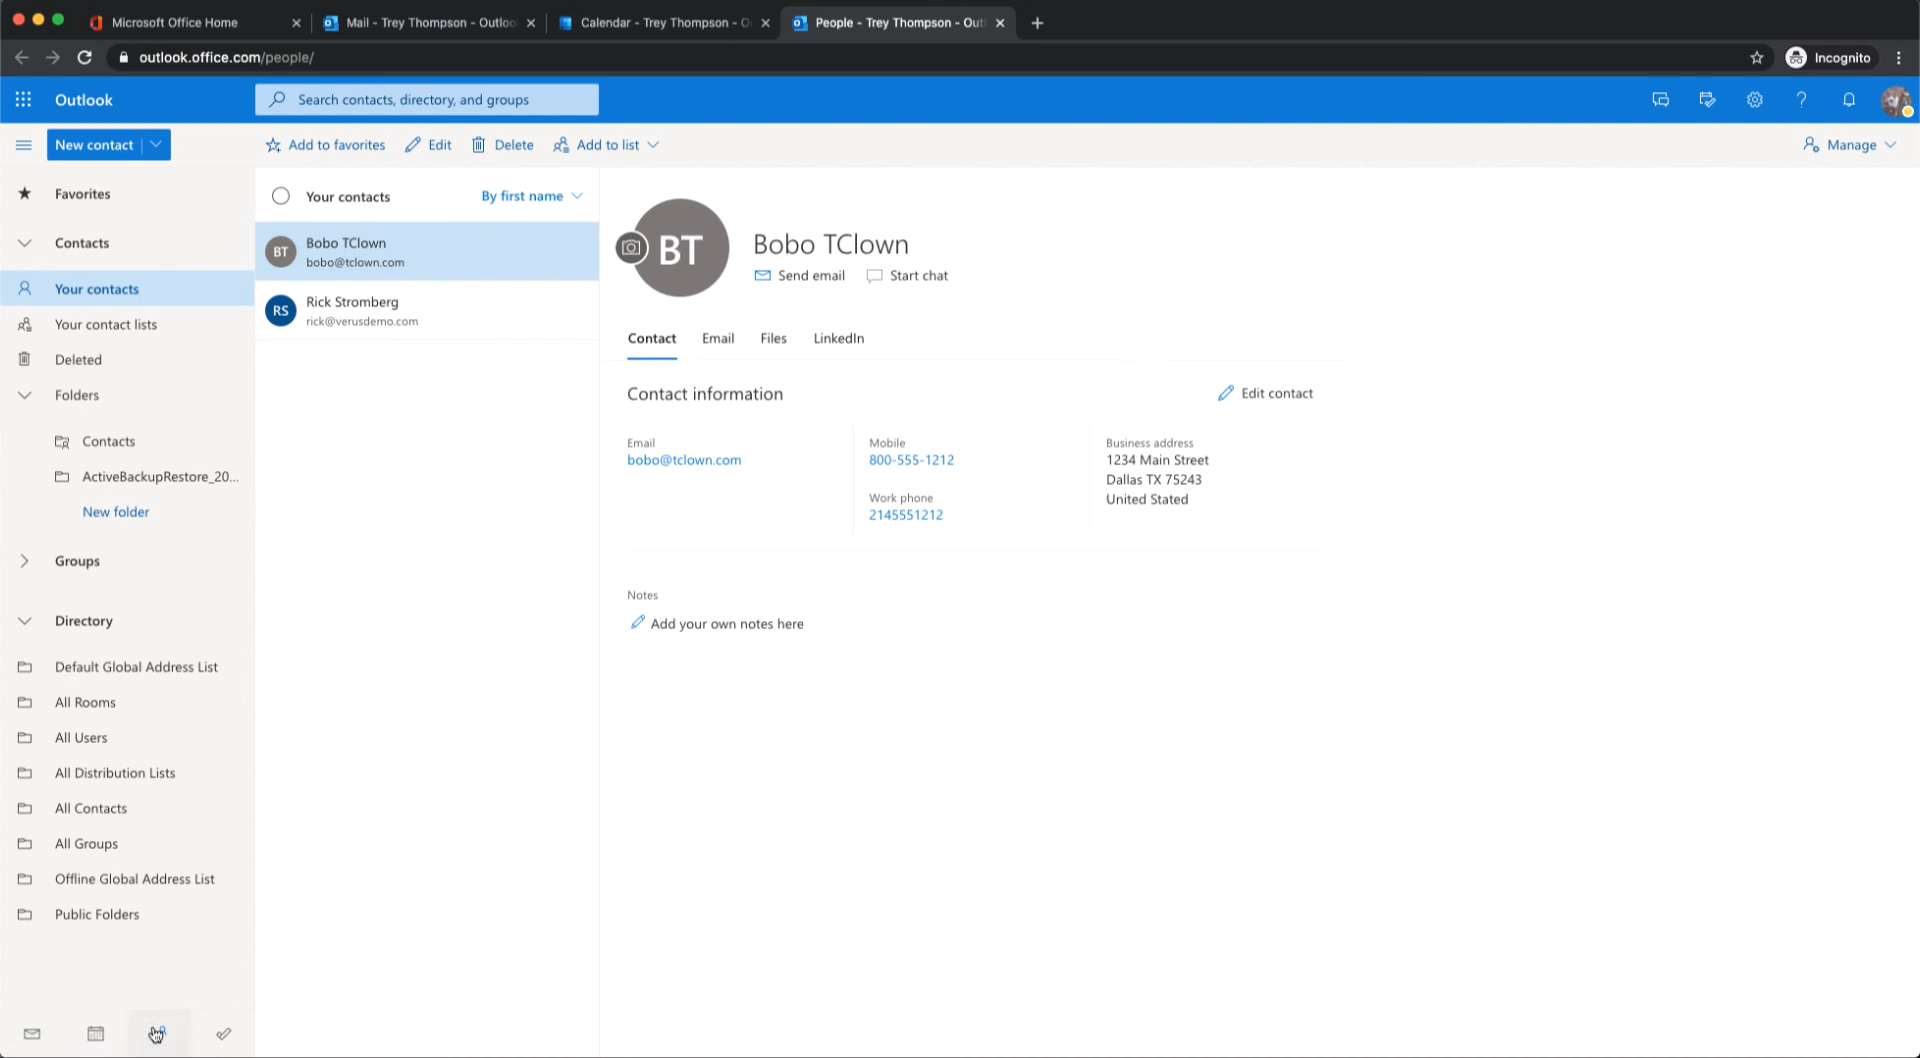 Microsoft Office Home
Mail - Trey Thompson - Outloo
Calendar - Trey Thompson - O
People - Trey Thompson - Outl
outlook.office.com/people/
Incognito
Outlook
Search contacts, directory, and groups
New contact
Add to favorites
Edit
Delete
Add to list
Manage
Favorites
Contacts
Your contacts
Your contact lists
Deleted
Folders
Contacts
ActiveBackupRestore_20...
New folder
Groups
Directory
Default Global Address List
All Rooms
All Users
All Distribution Lists
All Contacts
All Groups
Offline Global Address List
Public Folders
Your contacts
By first name
BT
Bobo TClown
bobo@tclown.com
RS
Rick Stromberg
rick@verusdemo.com
BT
Bobo TClown
Send email
Start chat
Contact
Email
Files
LinkedIn
Contact information
Edit contact
Email
bobo@tclown.com
Mobile
800-555-1212
Work phone
2145551212
Business address
1234 Main Street
Dallas TX 75243
United Stated
Notes
Add your own notes here